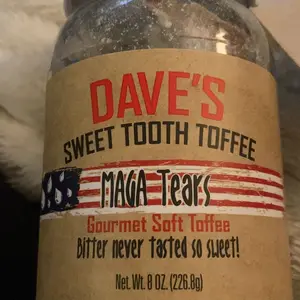 DAVE'S
SWEET TOOTH TOFFEE
MAGA Tears
Gourmet Soft Toffee
Bitter never tasted so sweet!
Net. Wt. 8 OZ. (226.8g)